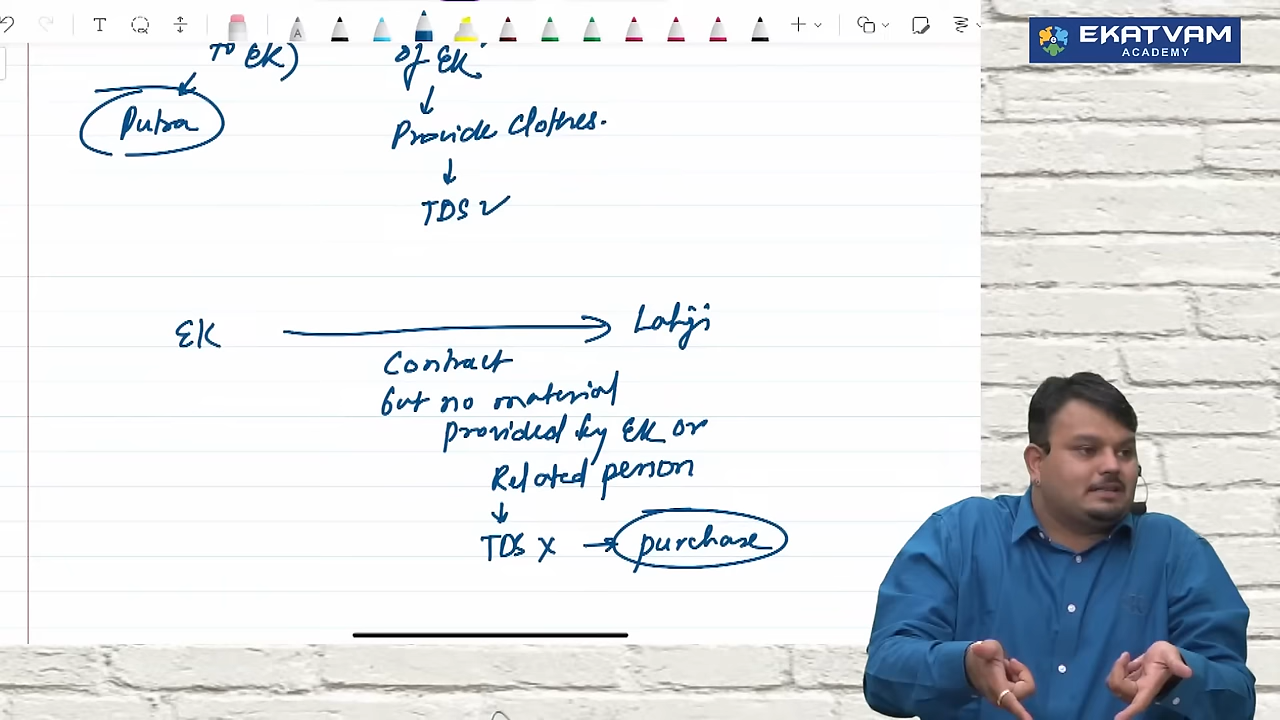 EKATVAM
ACADEMY
To EK)
of EK
Putra
Provide Clothes.
TDS ✓
EK
Lalaji
Contract
but no material
provided by EK or
Related person
TDS X → purchase